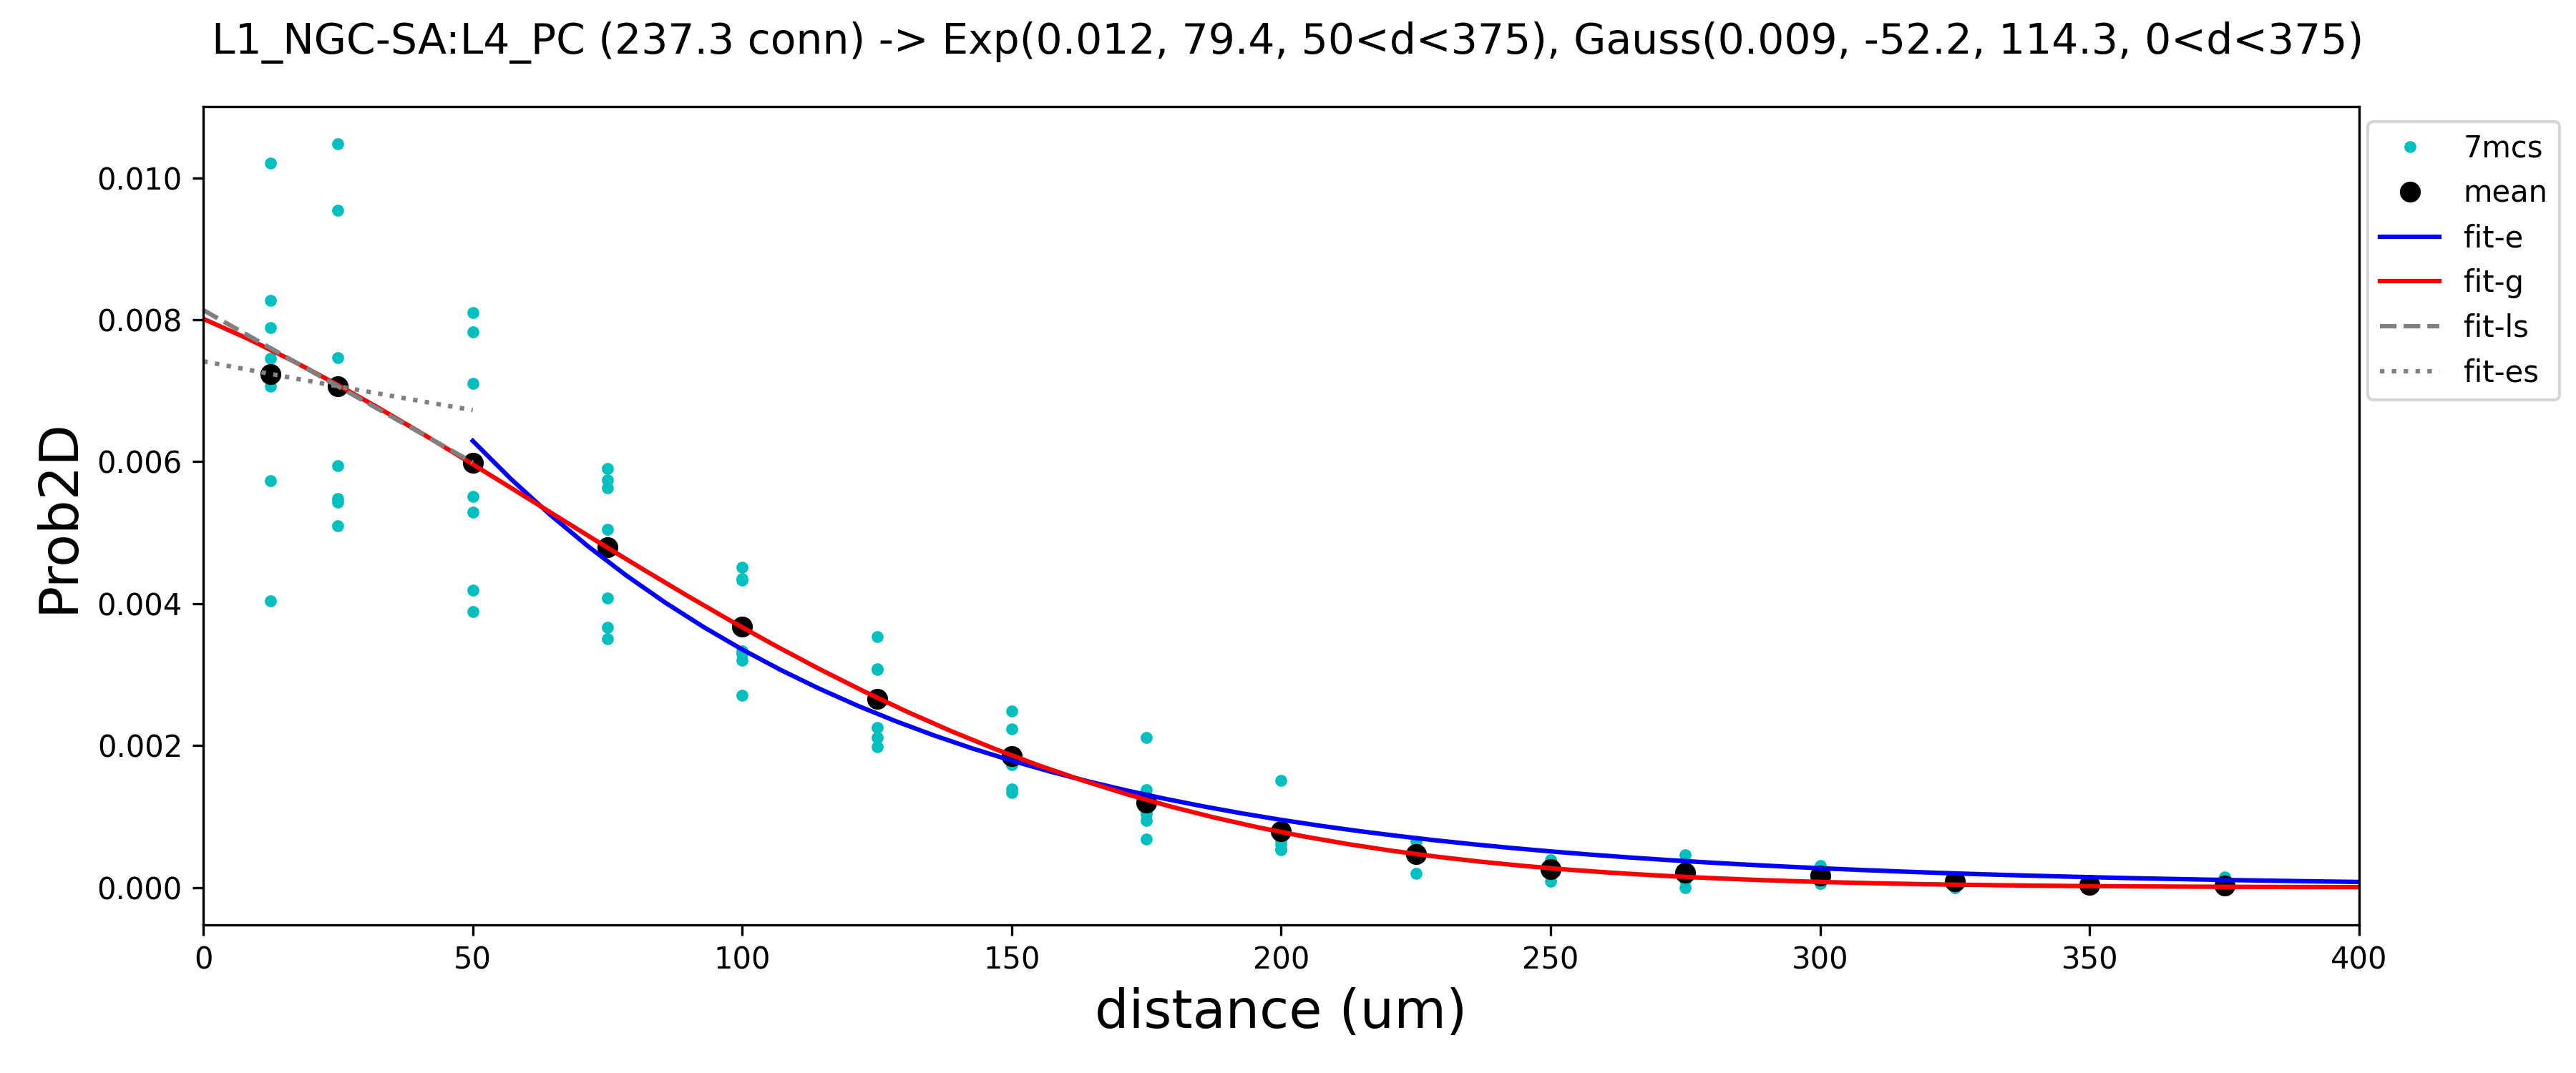 L1_NGC-SA:L4_PC (237.3 conn) -> Exp(0.012, 79.4, 50<d<375), Gauss(0.009, -52.2, 114.3, 0<d<375)
7mcs
mean
fit-e
fit-g
fit-ls
fit-es
Prob2D
0.010
0.008
0.006
0.004
0.002
0.000
0 50 100 150 200 250 300 350 400
distance (um)